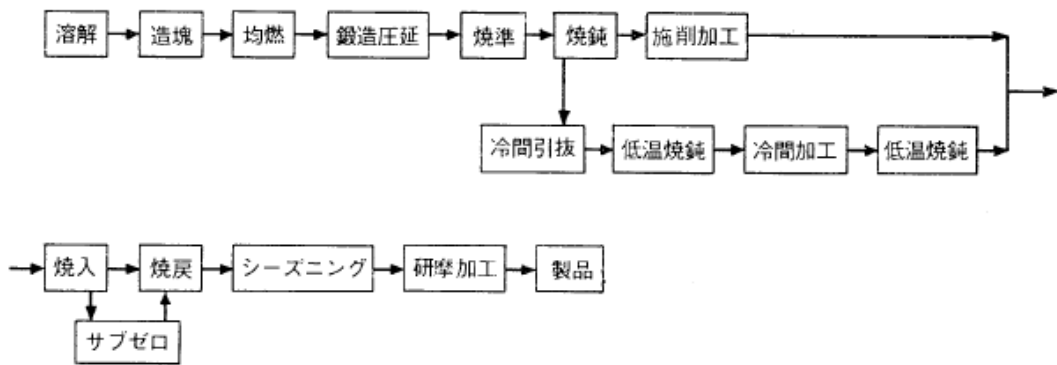 溶解
造塊
均燃
鍛造圧延
焼準
焼鈍
施削加工
冷間引抜
低温焼鈍
冷間加工
低温焼鈍
焼入
焼戻
シーズニング
研摩加工
製品
サブゼロ